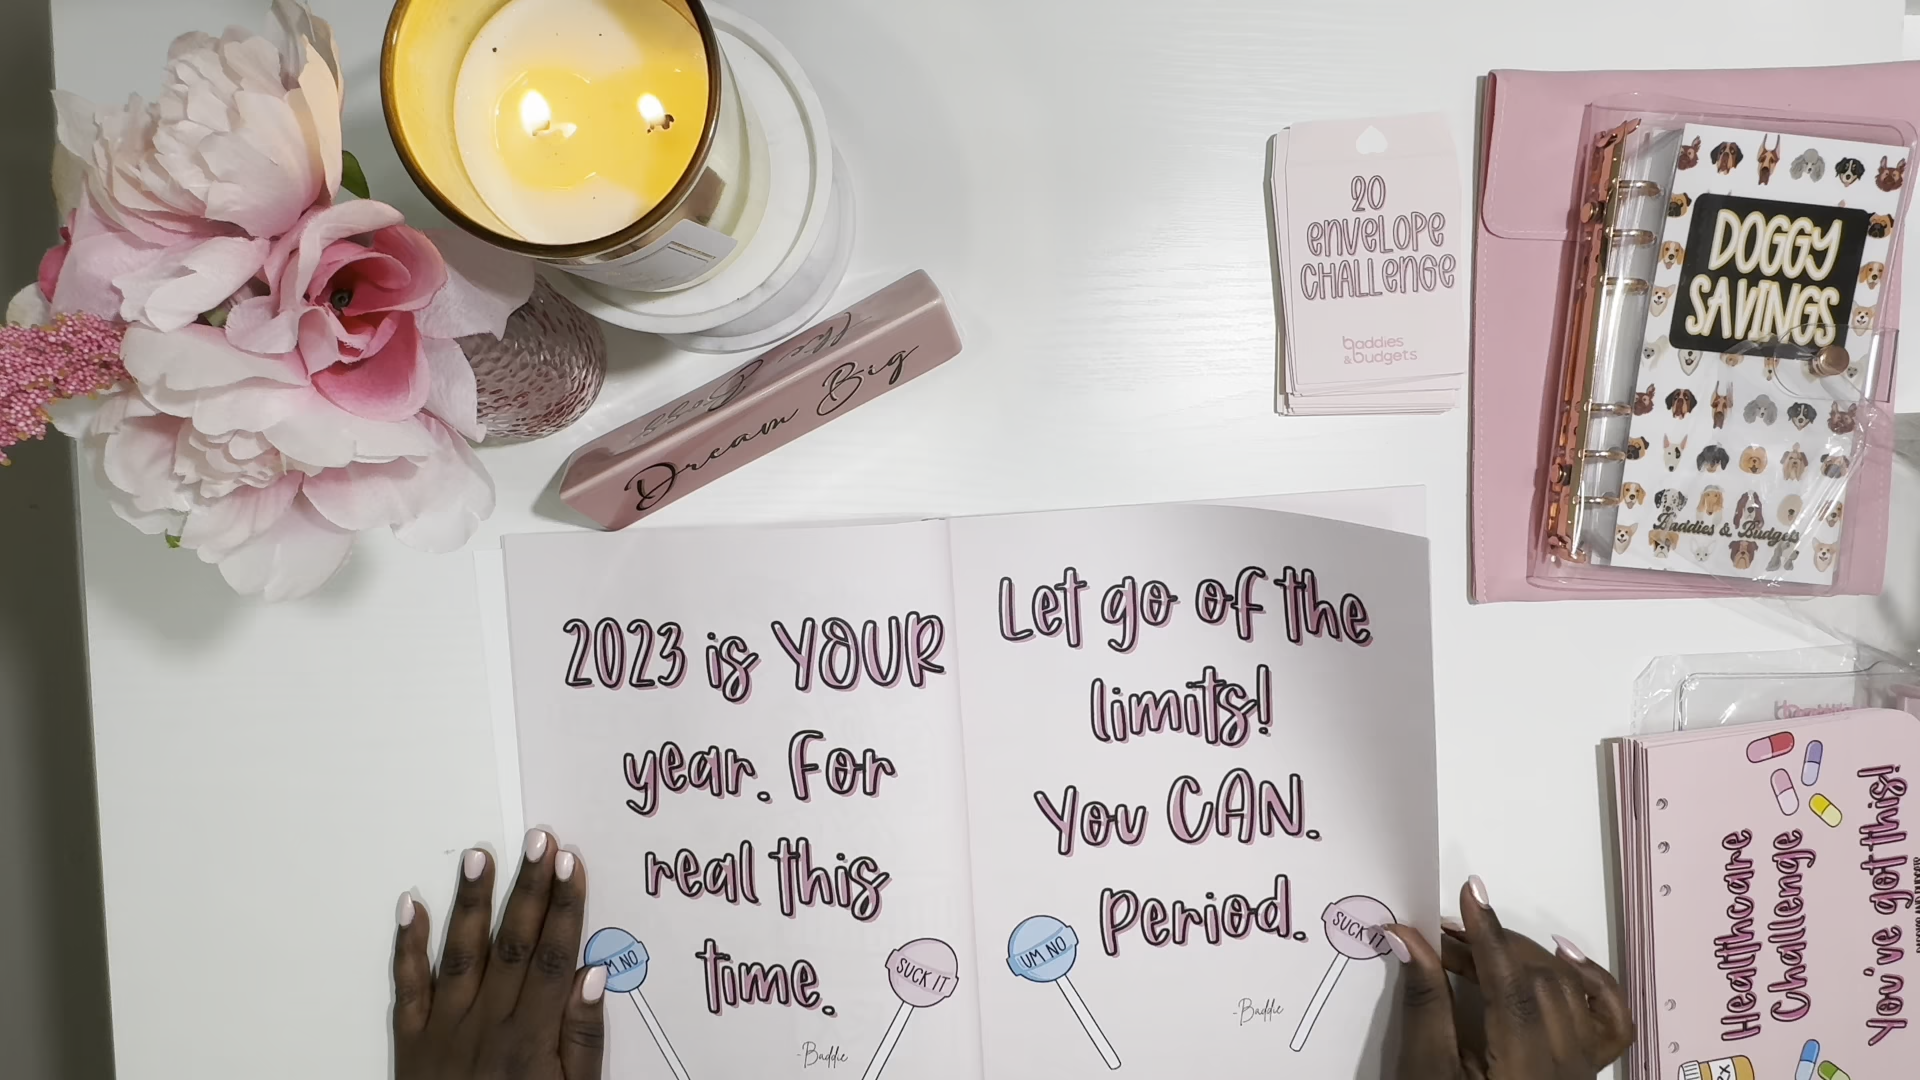 20
ENVELOPE
CHALLENGE
baddies
& budgets
DOGGY
SAVINGS
Baddies & Budgets
Dream Big
Like a Boss
2023 is YOUR
year. For
real this
time.
UM NO
SUCK IT
-Baddie
Let go of the
limits!
You CAN.
Period.
UM NO
SUCK IT
-Baddie
Healthcare
Challenge
You've got this!